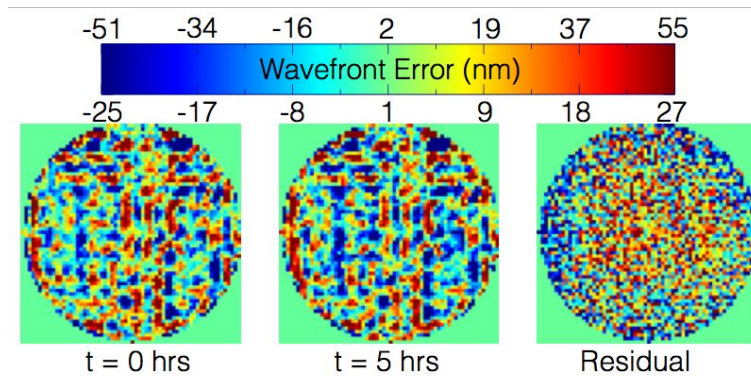 -51 -34 -16 2 19 37 55
Wavefront Error (nm)
-25 -17 -8 1 9 18 27
t = 0 hrs t = 5 hrs Residual